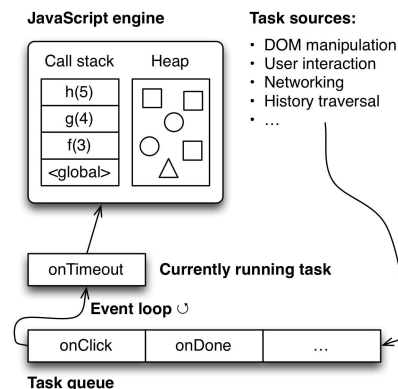 JavaScript engine
Call stack
Heap
h(5)
g(4)
f(3)
<global>
Task sources:
• DOM manipulation
• User interaction
• Networking
• History traversal
• …
onTimeout
Currently running task
Event loop ↺
onClick
onDone
…
Task queue